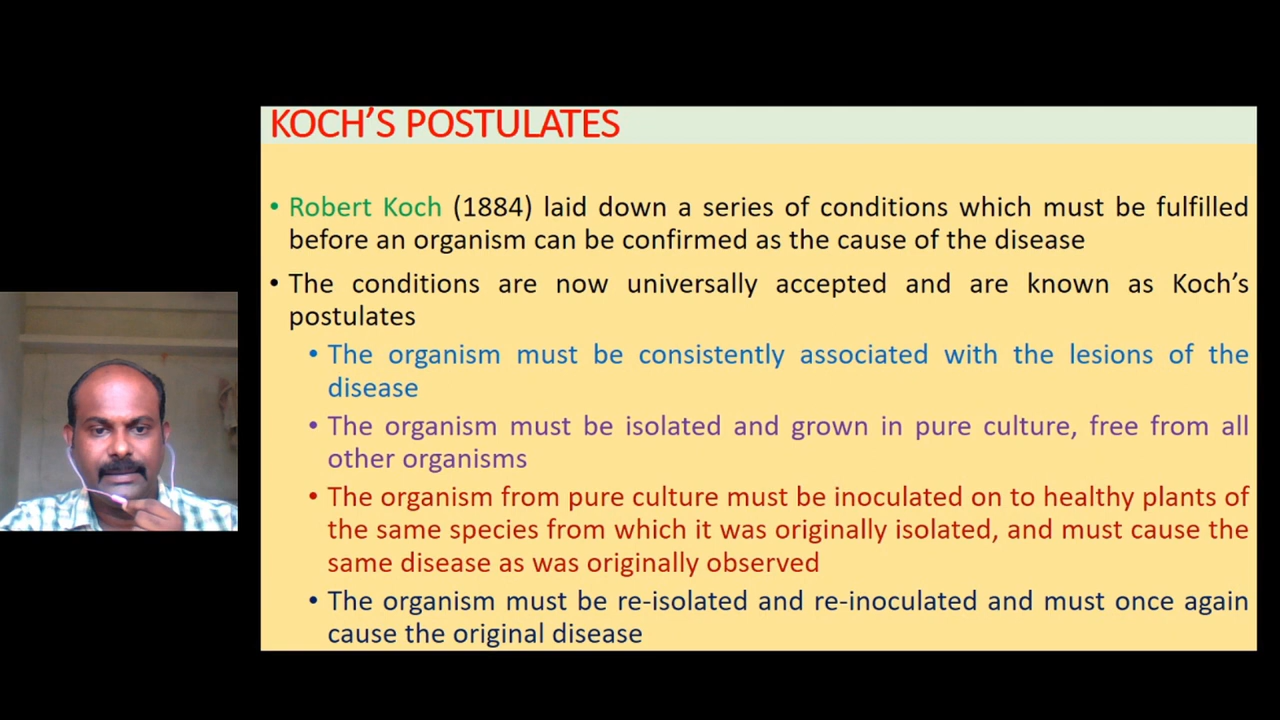 KOCH’S POSTULATES
• Robert Koch (1884) laid down a series of conditions which must be fulfilled
before an organism can be confirmed as the cause of the disease
• The conditions are now universally accepted and are known as Koch’s
postulates
• The organism must be consistently associated with the lesions of the
disease
• The organism must be isolated and grown in pure culture, free from all
other organisms
• The organism from pure culture must be inoculated on to healthy plants of
the same species from which it was originally isolated, and must cause the
same disease as was originally observed
• The organism must be re-isolated and re-inoculated and must once again
cause the original disease